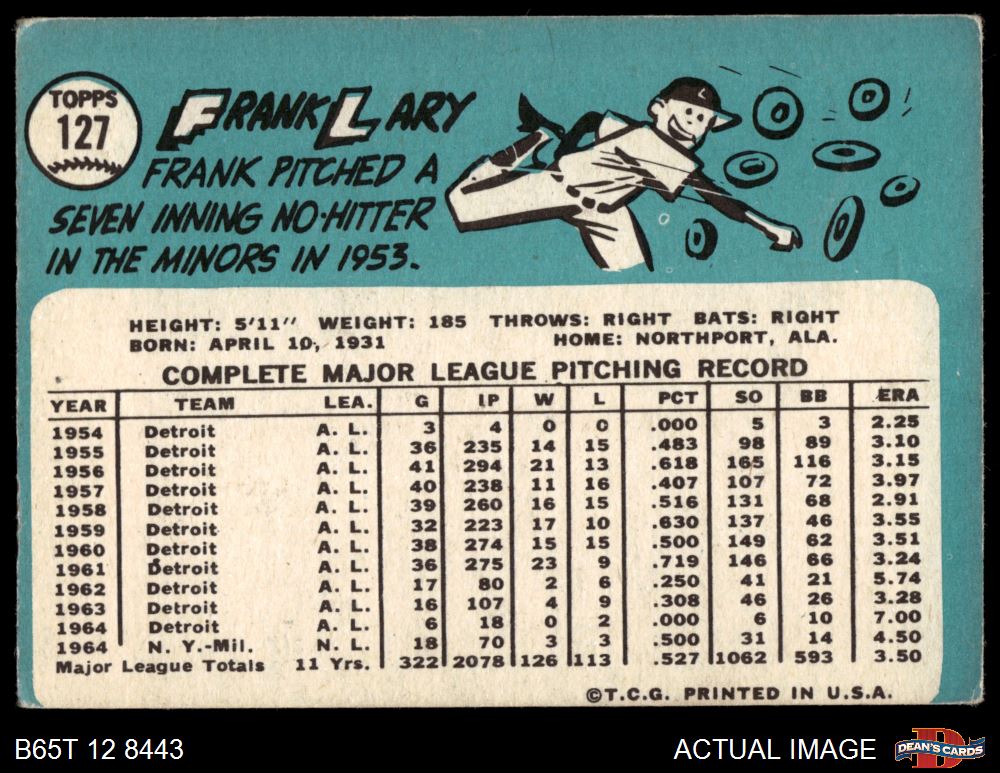 TOPPS
127
FRANK LARY
FRANK PITCHED A
SEVEN INNING NO-HITTER
IN THE MINORS IN 1953.
L
HEIGHT: 5'11" WEIGHT: 185 THROWS: RIGHT BATS: RIGHT
BORN: APRIL 10, 1931 HOME: NORTHPORT, ALA.
COMPLETE MAJOR LEAGUE PITCHING RECORD
YEAR TEAM LEA. G IP W L PCT SO BB ERA
1954 Detroit A. L. 3 4 0 0 .000 5 3 2.25
1955 Detroit A. L. 36 235 14 15 .483 98 89 3.10
1956 Detroit A. L. 41 294 21 13 .618 165 116 3.15
1957 Detroit A. L. 40 238 11 16 .407 107 72 3.97
1958 Detroit A. L. 39 260 16 15 .516 131 68 2.91
1959 Detroit A. L. 32 223 17 10 .630 137 46 3.55
1960 Detroit A. L. 38 274 15 15 .500 149 62 3.51
1961 Detroit A. L. 36 275 23 9 .719 146 66 3.24
1962 Detroit A. L. 17 80 2 6 .250 41 21 5.74
1963 Detroit A. L. 16 107 4 9 .308 46 26 3.28
1964 Detroit A. L. 6 18 0 2 .000 6 10 7.00
1964 N. Y.-Mil. N. L. 18 70 3 3 .500 31 14 4.50
Major League Totals 11 Yrs. 322 2078 126 113 .527 1062 593 3.50
©T.C.G. PRINTED IN U.S.A.
B65T 12 8443
ACTUAL IMAGE
D
DEAN'S CARDS